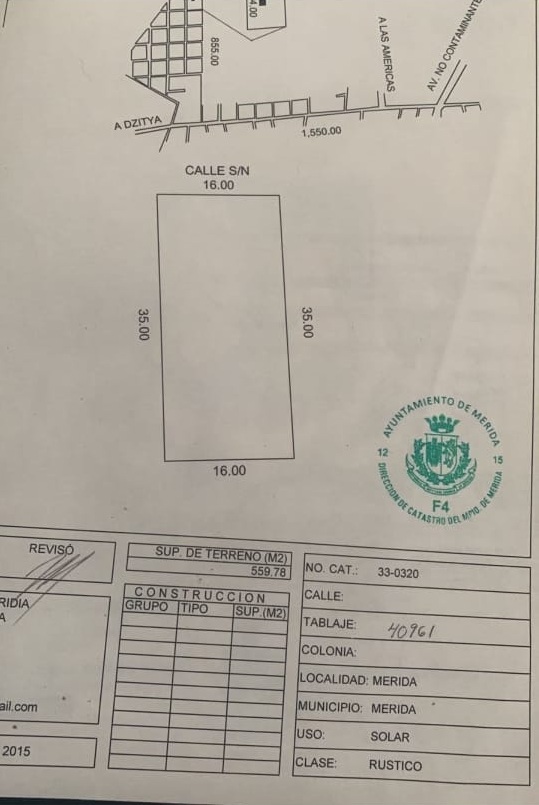 4.00
855.00
A LAS AMERICAS
AV. NO CONTAMINANTE
A DZITYA
1,550.00
CALLE S/N
16.00
35.00
35.00
16.00
AYUNTAMIENTO DE MERIDA
12 15
F4
DIRECCION DE CATASTRO DEL MPIO. DE MERIDA
REVISÓ
RIDIA
A
ail.com
2015
SUP. DE TERRENO (M2)
559.78
CONSTRUCCION
GRUPO TIPO SUP.(M2)
NO. CAT.: 33-0320
CALLE:
TABLAJE: 40961
COLONIA:
LOCALIDAD: MERIDA
MUNICIPIO: MERIDA
USO: SOLAR
CLASE: RUSTICO